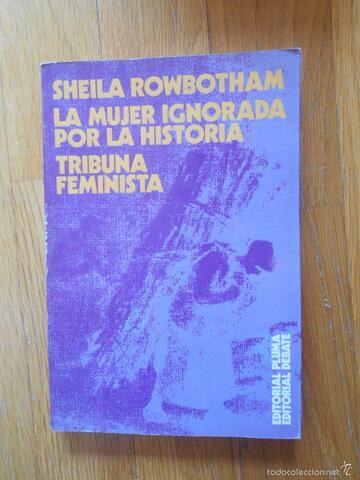 SHEILA ROWBOTHAM
LA MUJER IGNORADA
POR LA HISTORIA
TRIBUNA
FEMINISTA
EDITORIAL PLUMA
EDITORIAL DEBATE
todocoleccion.net